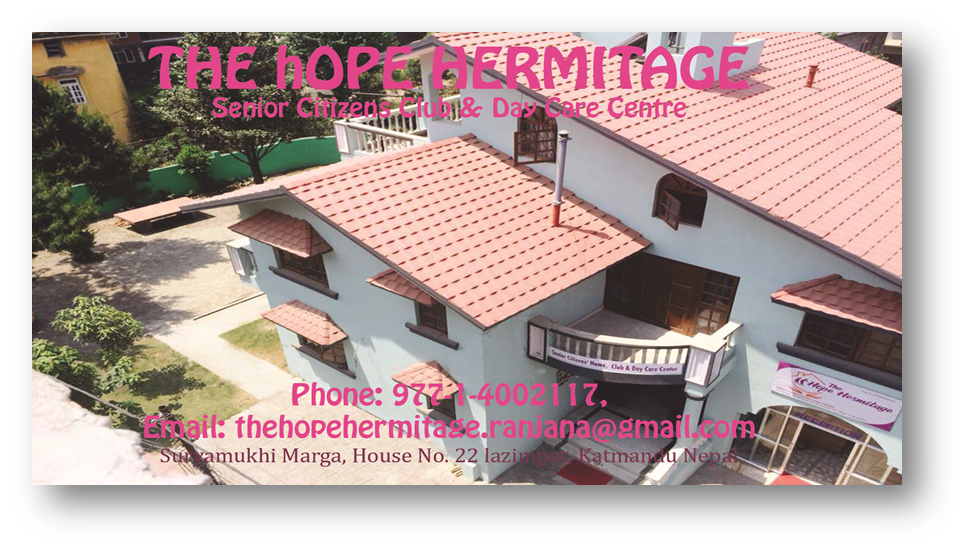 THE hOPE HERMITAGE
Senior Citizens Club & Day Care Centre
Senior Citizens' Home, Club & Day Care Center
The
Hope Hermitage
Phone: 977-1-4002117,
Email: thehopehermitage.ranjana@gmail.com
Suryamukhi Marga, House No. 22 lazimpat, Katmandu Nepal